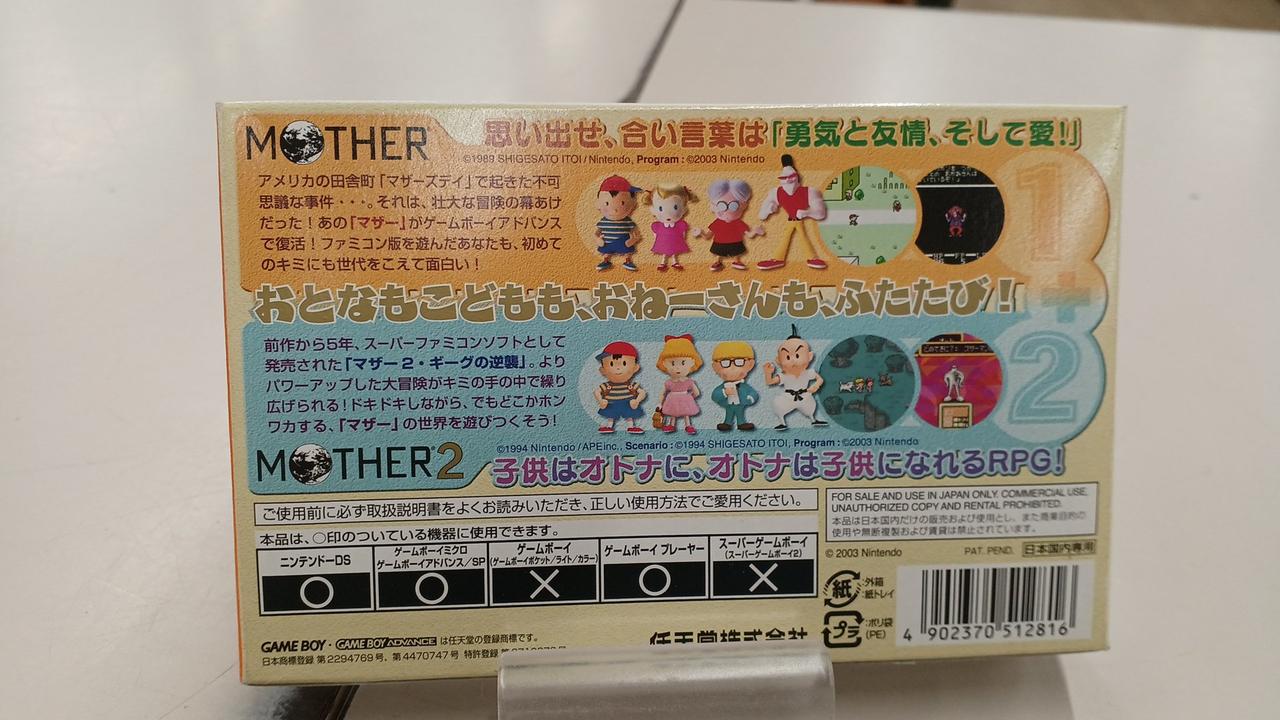 MOTHER
思い出せ、合い言葉は「勇気と友情、そして愛!」
©1989 SHIGESATO ITOI/Nintendo, Program:©2003 Nintendo
アメリカの田舎町「マザーズデイ」で起きた不可
思議な事件・・・。それは、壮大な冒険の幕あけ
だった!あの「マザー」がゲームボーイアドバンス
で復活!ファミコン版を遊んだあなたも、初めて
のキミにも世代をこえて面白い!
1+2
おとなもこどもも、おねーさんも、ふたたび!
前作から5年、スーパーファミコンソフトとして
発売された「マザー2・ギーグの逆襲」。より
パワーアップした大冒険がキミの手の中で繰り
広げられる!ドキドキしながら、でもどこかホン
ワカする、「マザー」の世界を遊びつくそう!
©1994 Nintendo/APEinc., Scenario:©1994 SHIGESATO ITOI, Program:©2003 Nintendo
MOTHER2
子供はオトナに、オトナは子供になれるRPG!
ご使用前に必ず取扱説明書をよくお読みいただき、正しい使用方法でご愛用ください。
本品は、○印のついている機器に使用できます。
ニンテンドーDS
○
ゲームボーイミクロ
ゲームボーイアドバンス/SP
○
ゲームボーイ
(ゲームボーイポケット/ライト/カラー)
×
ゲームボーイ プレーヤー
○
スーパーゲームボーイ
(スーパーゲームボーイ2)
×
FOR SALE AND USE IN JAPAN ONLY. COMMERCIAL USE,
UNAUTHORIZED COPY AND RENTAL PROHIBITED.
本品は日本国内だけの販売および使用とし、また商業目的の
使用や無断複製および賃貸は禁止されています。
© 2003 Nintendo
PAT. PEND.
日本国内専用
紙
外箱
紙トレイ
プラ
ポリ袋
(PE)
4 902370 512816
GAME BOY・GAME BOY ADVANCE は任天堂の登録商標です。
日本商標登録 第2294769号、第4470747号 特許登録
任天堂株式会社